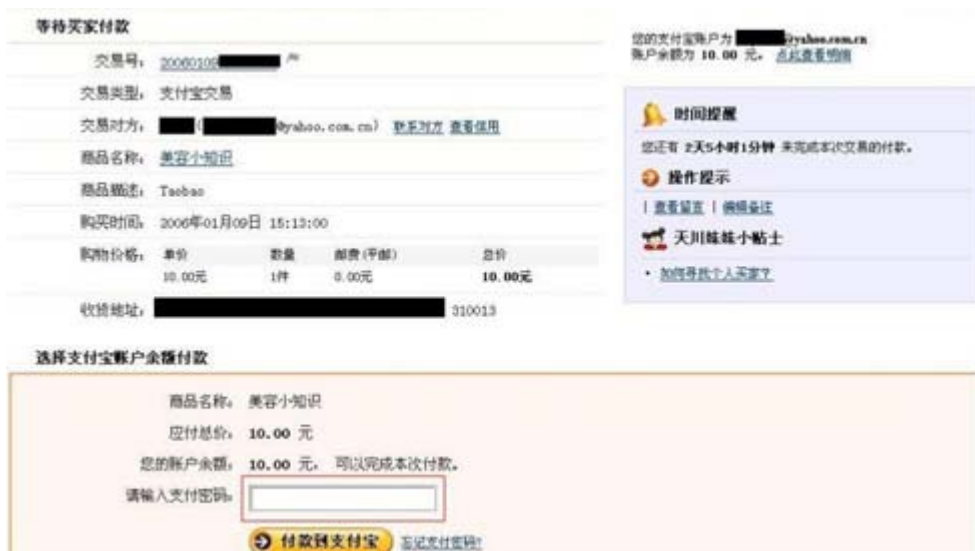 等待买家付款
交易号： 20060109
交易类型： 支付宝交易
交易对方： ( @yahoo.com.cn) 联系对方 查看信用
商品名称： 美容小知识
商品描述： Taobao
购买时间： 2006年01月09日 15:13:00
购物价格： 单价 数量 邮费(平邮) 总价
10.00元 1件 0.00元 10.00元
收货地址： 310013
您的支付宝账户为 @yahoo.com.cn
账户余额为 10.00 元。 点此查看明细
时间提醒
您还有 2天5小时1分钟 来完成本次交易的付款。
操作提示
| 查看留言 | 编辑备注
天川妹妹小帖士
· 如何寻找个人买家？
选择支付宝账户余额付款
商品名称： 美容小知识
应付总价： 10.00 元
您的账户余额： 10.00 元， 可以完成本次付款。
请输入支付密码：
付款到支付宝 忘记支付密码?